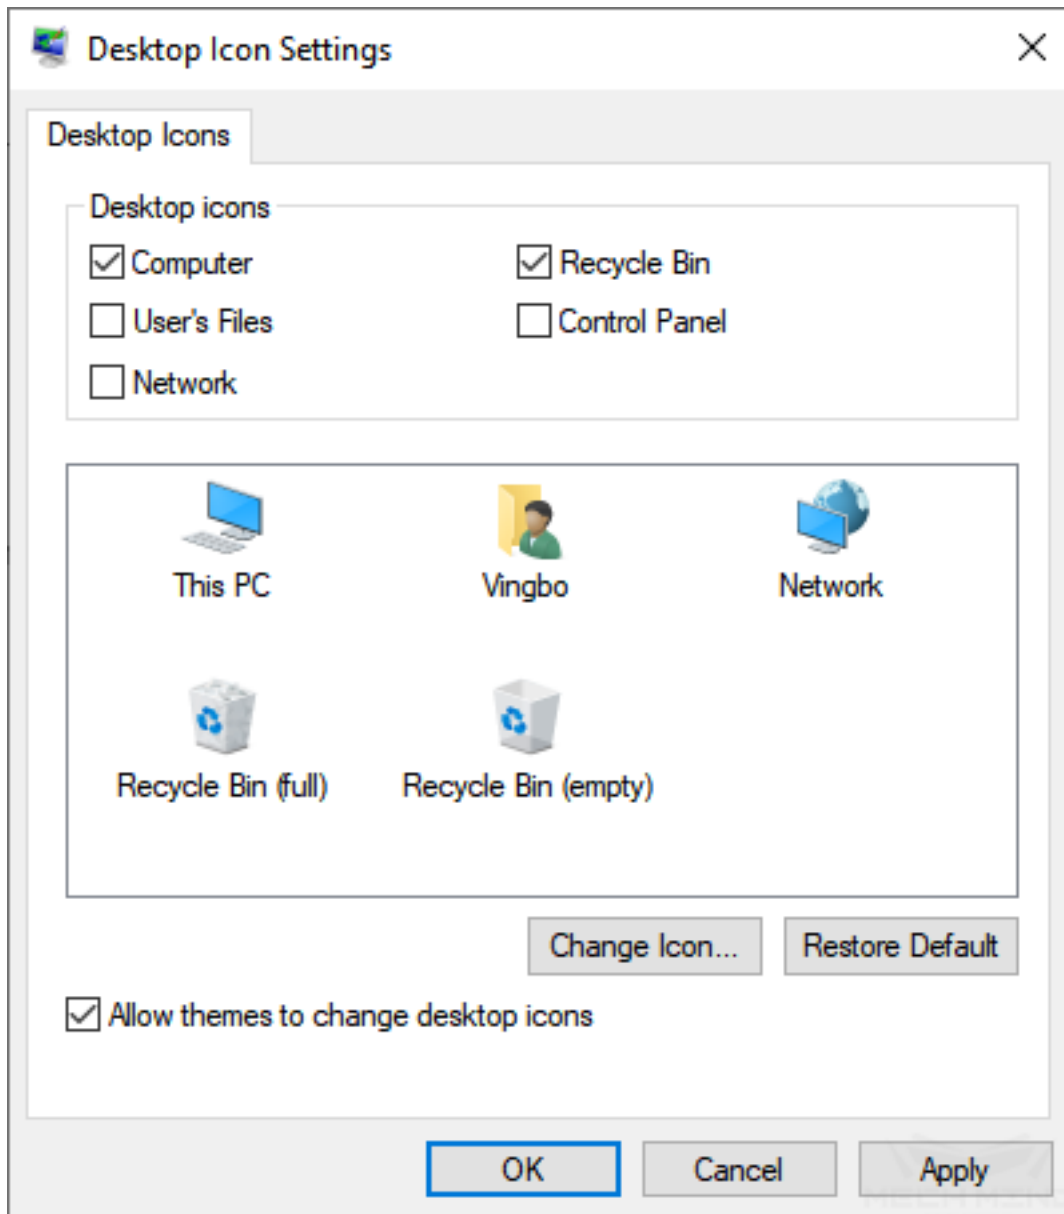 Desktop Icon Settings
Desktop Icons
Desktop icons
Computer
Recycle Bin
User's Files
Control Panel
Network
This PC
Vingbo
Network
Recycle Bin (full)
Recycle Bin (empty)
Change Icon...
Restore Default
Allow themes to change desktop icons
OK
Cancel
Apply
MECH MIND